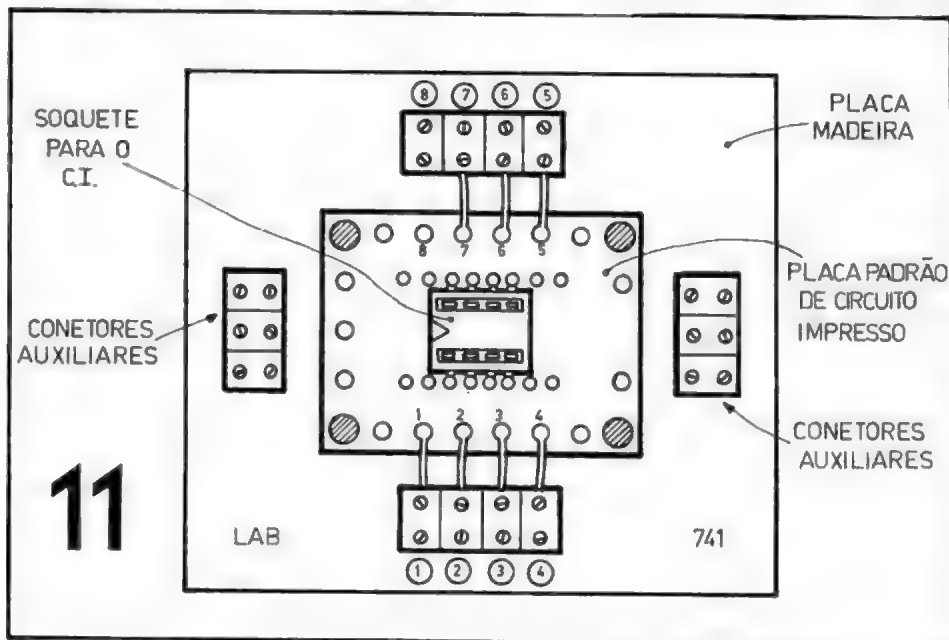 8 7 6 5
SOQUETE
PARA O
C.I.
PLACA
MADEIRA
8 7 6 5
PLACA PADRÃO
DE CIRCUITO
IMPRESSO
CONETORES
AUXILIARES
1 2 3 4
CONETORES
AUXILIARES
11
LAB
741
1 2 3 4